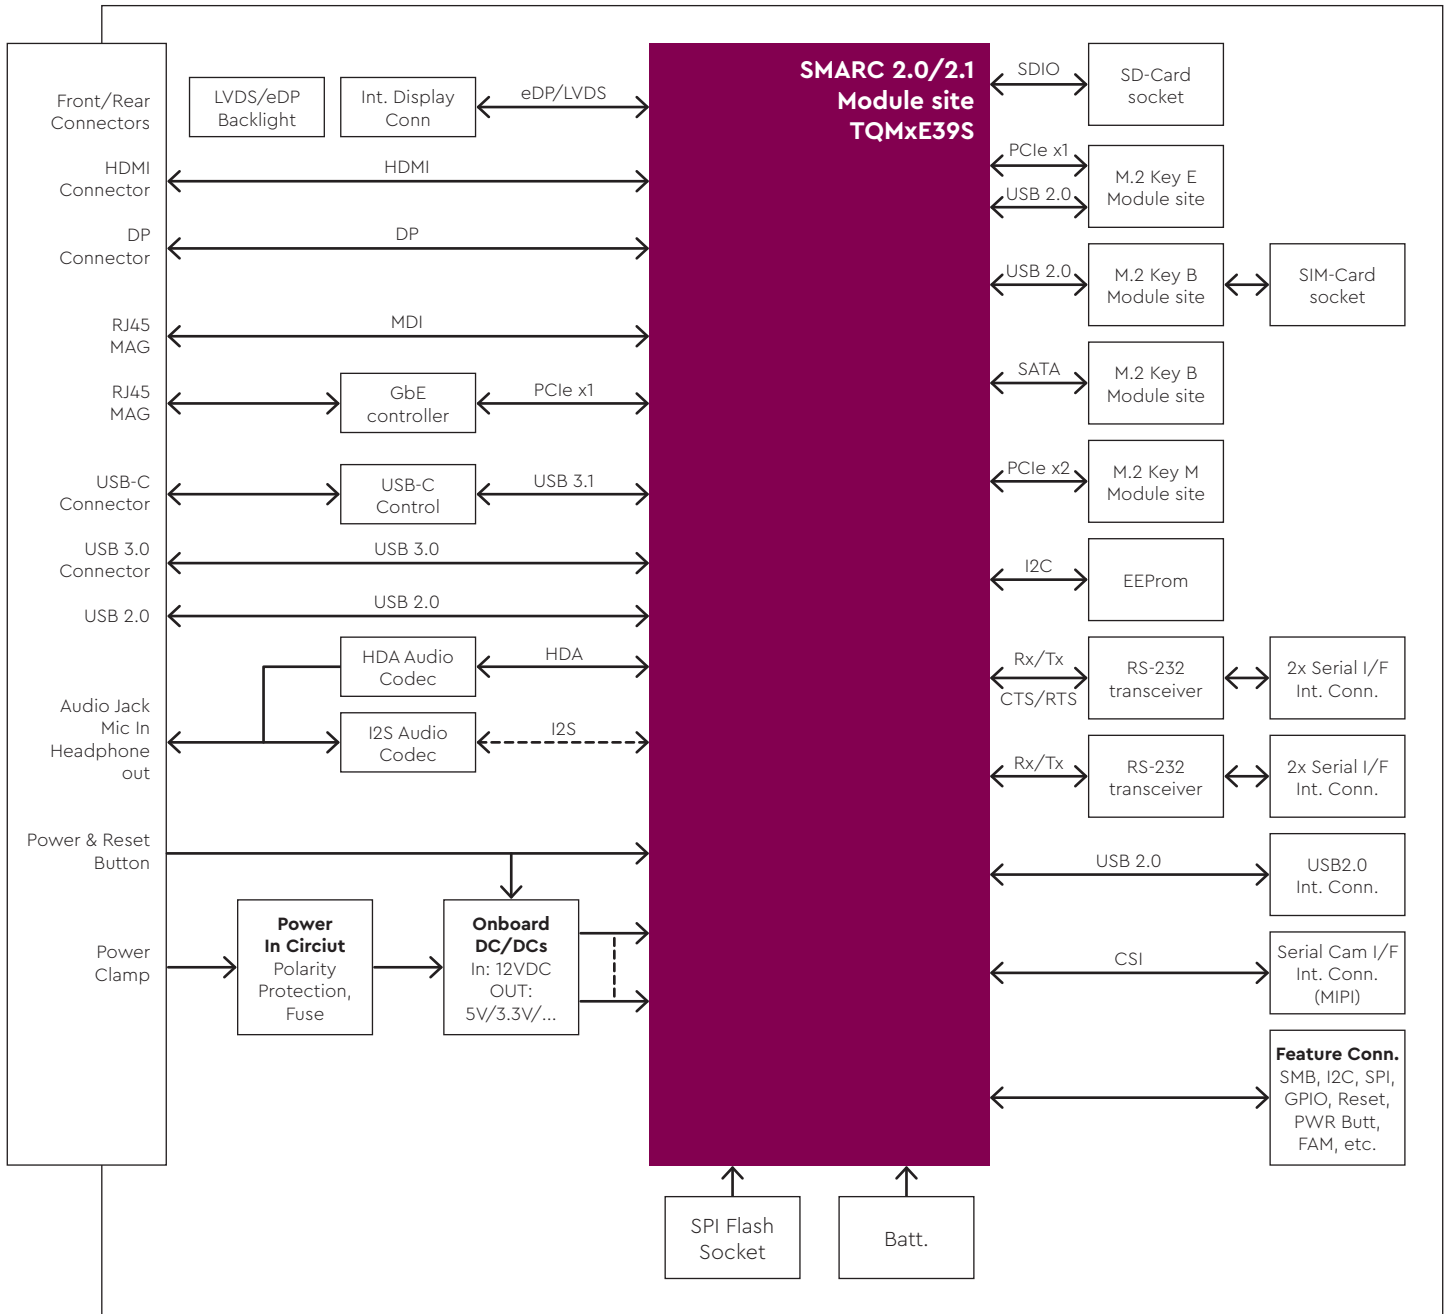 SMARC 2.0/2.1
Module site
TQMxE39S
Front/Rear
Connectors
LVDS/eDP
Backlight
Int. Display
Conn
eDP/LVDS
HDMI
Connector
HDMI
DP
Connector
DP
RJ45
MAG
MDI
RJ45
MAG
GbE
controller
PCIe x1
USB-C
Connector
USB-C
Control
USB 3.1
USB 3.0
Connector
USB 3.0
USB 2.0
USB 2.0
HDA Audio
Codec
HDA
Audio Jack
Mic In
Headphone
out
I2S Audio
Codec
I2S
Power & Reset
Button
Power
Clamp
Power
In Circiut
Polarity
Protection,
Fuse
Onboard
DC/DCs
In: 12VDC
OUT:
5V/3.3V/...
SDIO
SD-Card
socket
PCIe x1
USB 2.0
M.2 Key E
Module site
USB 2.0
M.2 Key B
Module site
SIM-Card
socket
SATA
M.2 Key B
Module site
PCIe x2
M.2 Key M
Module site
I2C
EEProm
Rx/Tx
CTS/RTS
RS-232
transceiver
2x Serial I/F
Int. Conn.
Rx/Tx
RS-232
transceiver
2x Serial I/F
Int. Conn.
USB 2.0
USB2.0
Int. Conn.
CSI
Serial Cam I/F
Int. Conn.
(MIPI)
Feature Conn.
SMB, I2C, SPI,
GPIO, Reset,
PWR Butt,
FAM, etc.
SPI Flash
Socket
Batt.